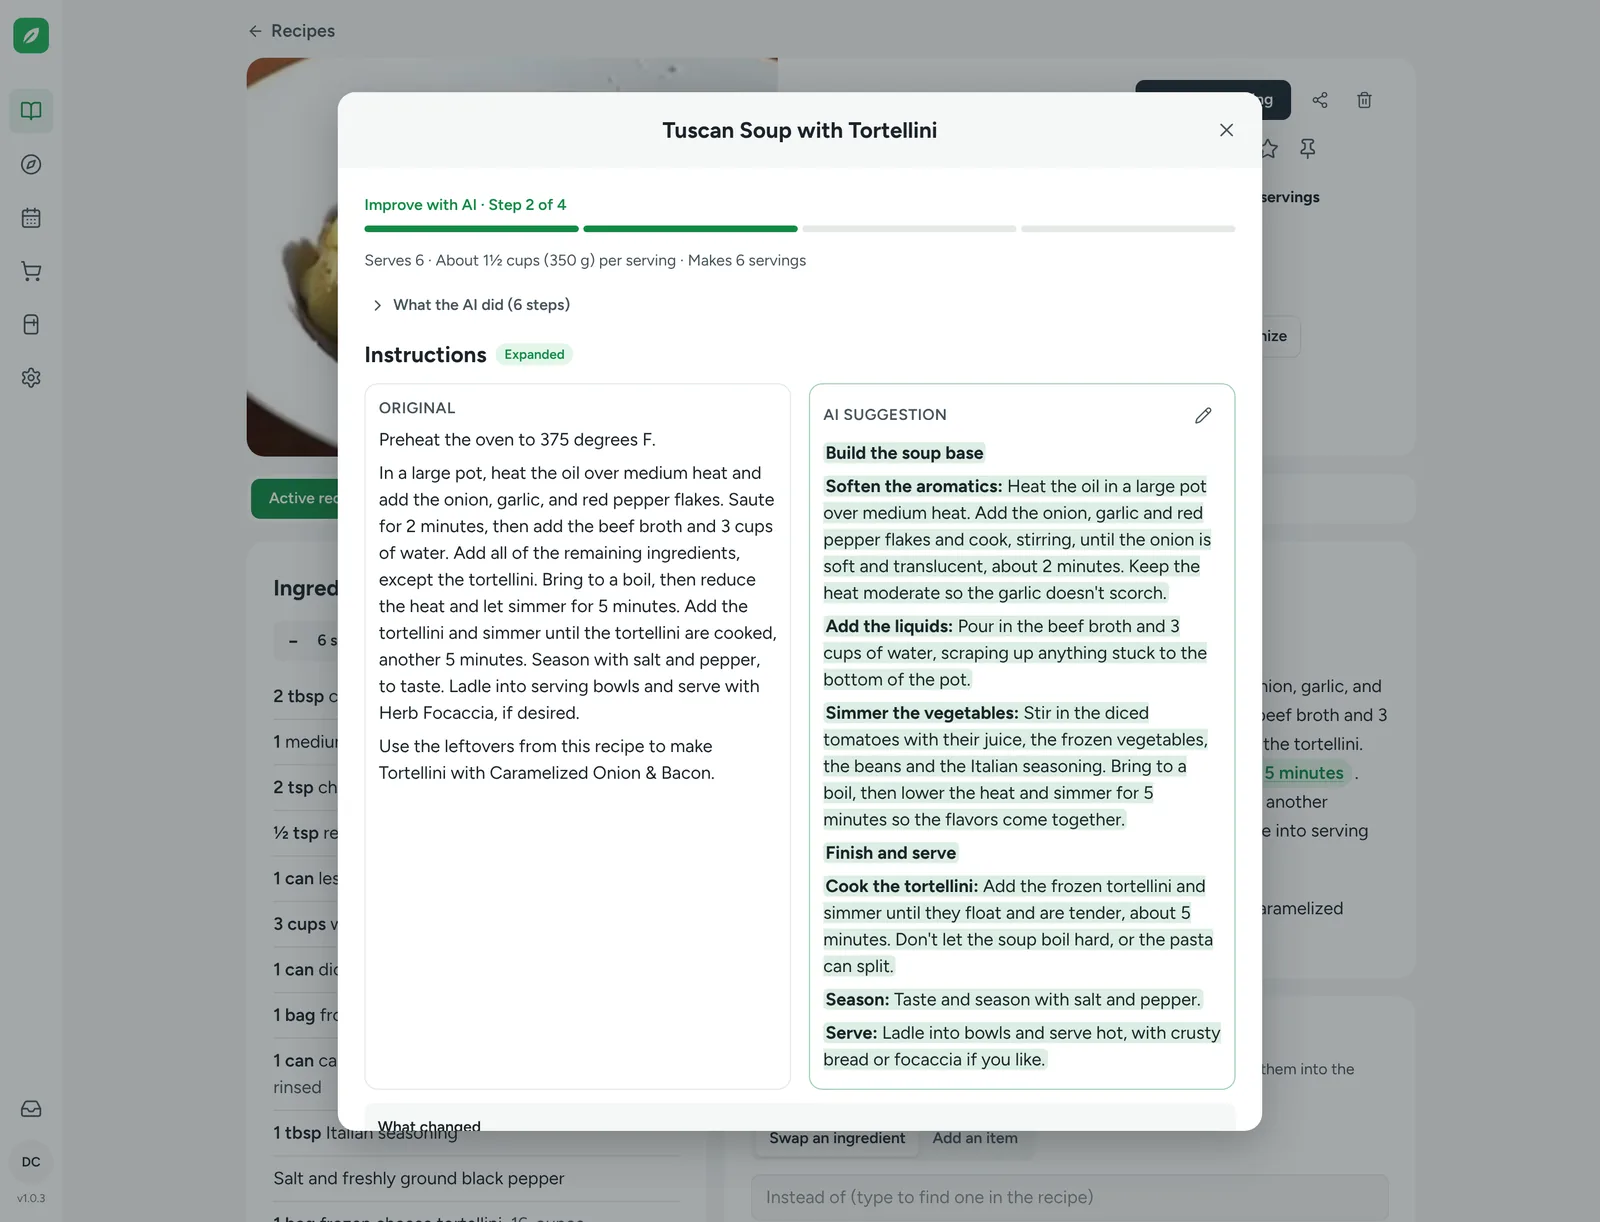 Recipes
Tuscan Soup with Tortellini
Improve with AI · Step 2 of 4
Serves 6 · About 1½ cups (350 g) per serving · Makes 6 servings
What the AI did (6 steps)
Instructions
Expanded
ORIGINAL
Preheat the oven to 375 degrees F.
In a large pot, heat the oil over medium heat and
add the onion, garlic, and red pepper flakes. Saute
for 2 minutes, then add the beef broth and 3 cups
of water. Add all of the remaining ingredients,
except the tortellini. Bring to a boil, then reduce
the heat and let simmer for 5 minutes. Add the
tortellini and simmer until the tortellini are cooked,
another 5 minutes. Season with salt and pepper,
to taste. Ladle into serving bowls and serve with
Herb Focaccia, if desired.
Use the leftovers from this recipe to make
Tortellini with Caramelized Onion & Bacon.
AI SUGGESTION
Build the soup base
Soften the aromatics: Heat the oil in a large pot
over medium heat. Add the onion, garlic and red
pepper flakes and cook, stirring, until the onion is
soft and translucent, about 2 minutes. Keep the
heat moderate so the garlic doesn't scorch.
Add the liquids: Pour in the beef broth and 3
cups of water, scraping up anything stuck to the
bottom of the pot.
Simmer the vegetables: Stir in the diced
tomatoes with their juice, the frozen vegetables,
the beans and the Italian seasoning. Bring to a
boil, then lower the heat and simmer for 5
minutes so the flavors come together.
Finish and serve
Cook the tortellini: Add the frozen tortellini and
simmer until they float and are tender, about 5
minutes. Don't let the soup boil hard, or the pasta
can split.
Season: Taste and season with salt and pepper.
Serve: Ladle into bowls and serve hot, with crusty
bread or focaccia if you like.
What changed
servings
Active
6
2 tbsp
1 medium
2 tsp
½ tsp
1 can
3 cups
1 can
1 bag
1 can
rinsed
1 tbsp Italian seasoning
Salt and freshly ground black pepper
1 bag frozen cheese tortellini, 16-ounce
garlic, and
beef broth and 3
the tortellini.
5 minutes .
another
into serving
them into the
Swap an ingredient
Add an item
Instead of (type to find one in the recipe)
DC
v1.0.3